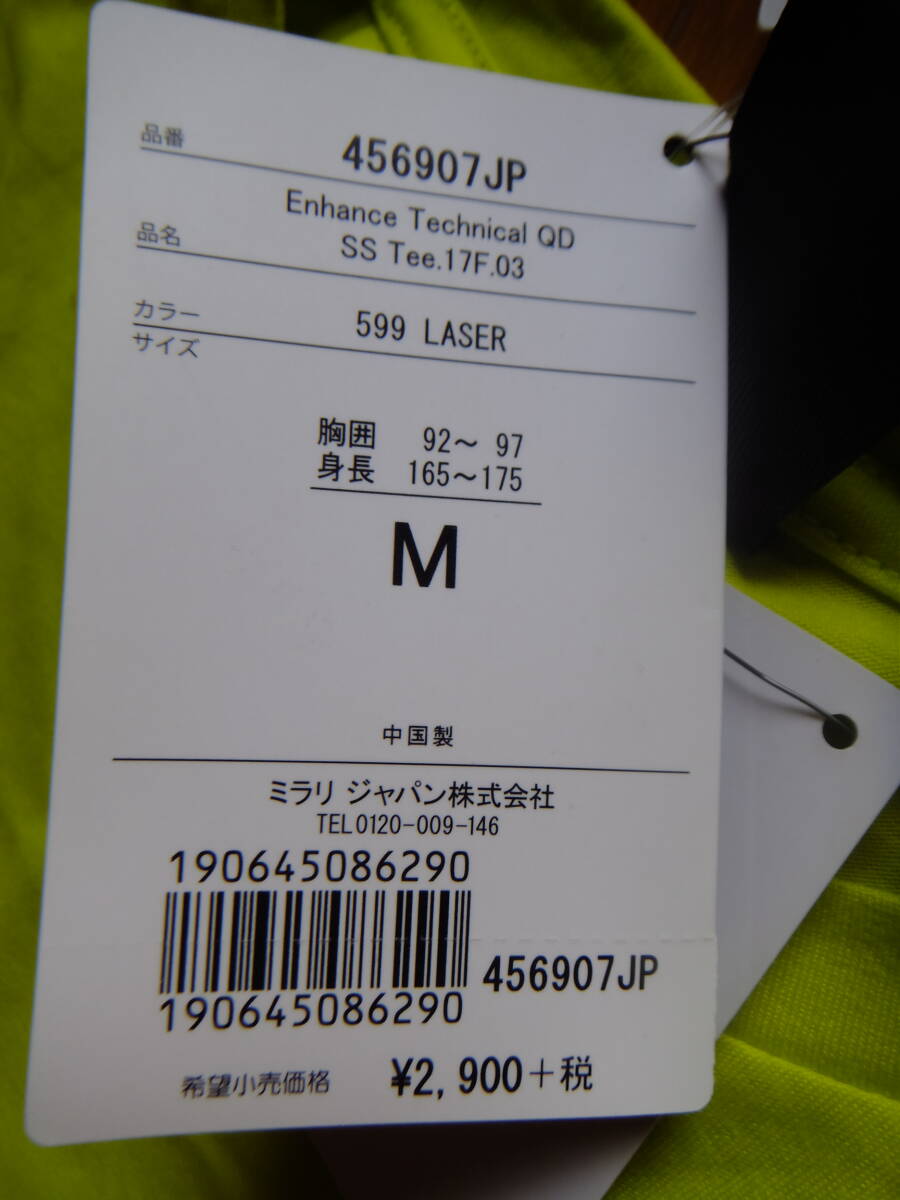 品番 456907JP
Enhance Technical QD
品名 SS Tee.17F.03
カラー 599 LASER
サイズ
胸囲 92～ 97
身長 165～175
M
中国製
ミラリ ジャパン株式会社
TEL0120-009-146
190645086290
456907JP
190645086290
希望小売価格 ¥2,900+税